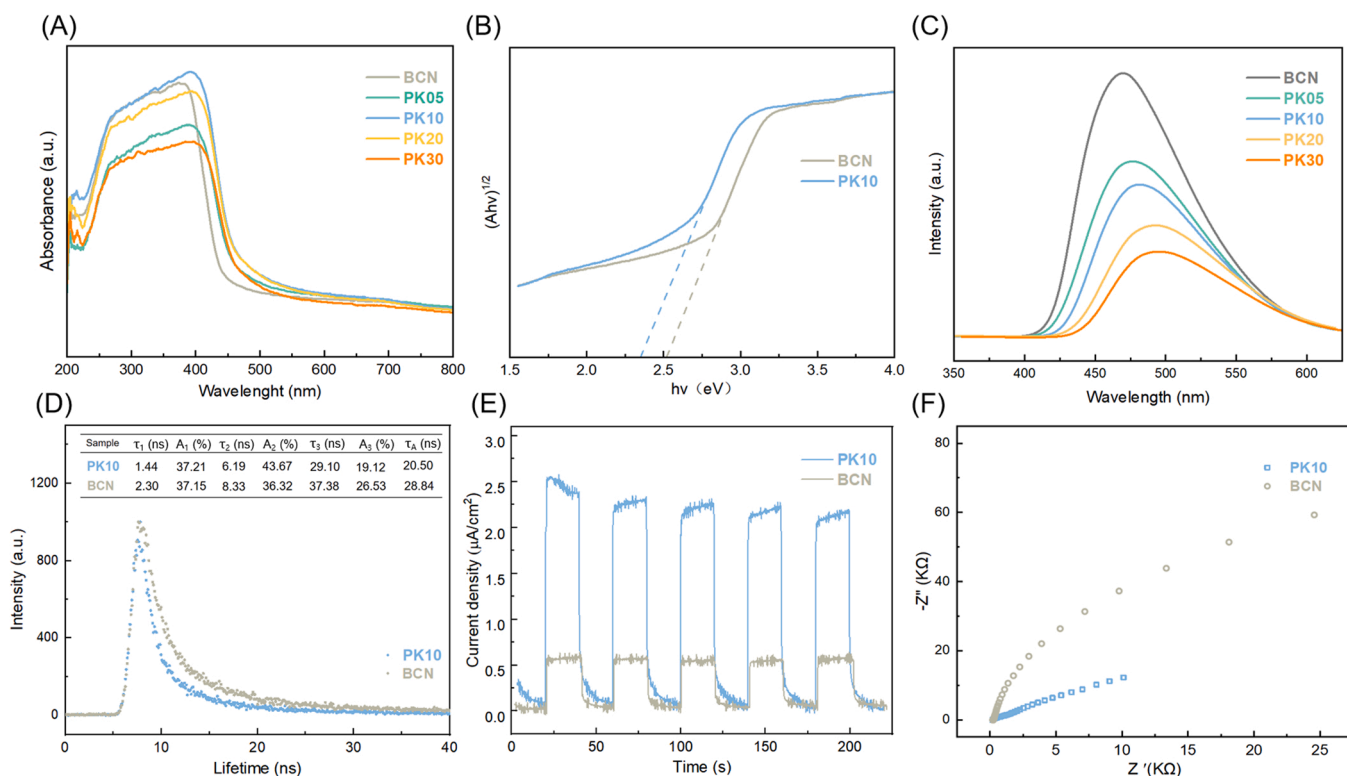 (A)
Absorbance (a.u.)
BCN
PK05
PK10
PK20
PK30
200 300 400 500 600 700 800
Wavelenght (nm)
(B)
(Ahv)1/2
BCN
PK10
1.5 2.0 2.5 3.0 3.5 4.0
hv（eV）
(C)
Intensity (a.u.)
BCN
PK05
PK10
PK20
PK30
350 400 450 500 550 600
Wavelength (nm)
(D)
Sample τ1 (ns) A1 (%) τ2 (ns) A2 (%) τ3 (ns) A3 (%) τA (ns)
PK10 1.44 37.21 6.19 43.67 29.10 19.12 20.50
BCN 2.30 37.15 8.33 36.32 37.38 26.53 28.84
Intensity (a.u.)
1200
800
400
0
PK10
BCN
0 10 20 30 40
Lifetime (ns)
(E)
Current density (μA/cm2)
3.0
2.5
2.0
1.5
1.0
0.5
0.0
PK10
BCN
0 50 100 150 200
Time (s)
(F)
-Z" (KΩ)
80
60
40
20
0
PK10
BCN
0 5 10 15 20 25
Z ′(KΩ)